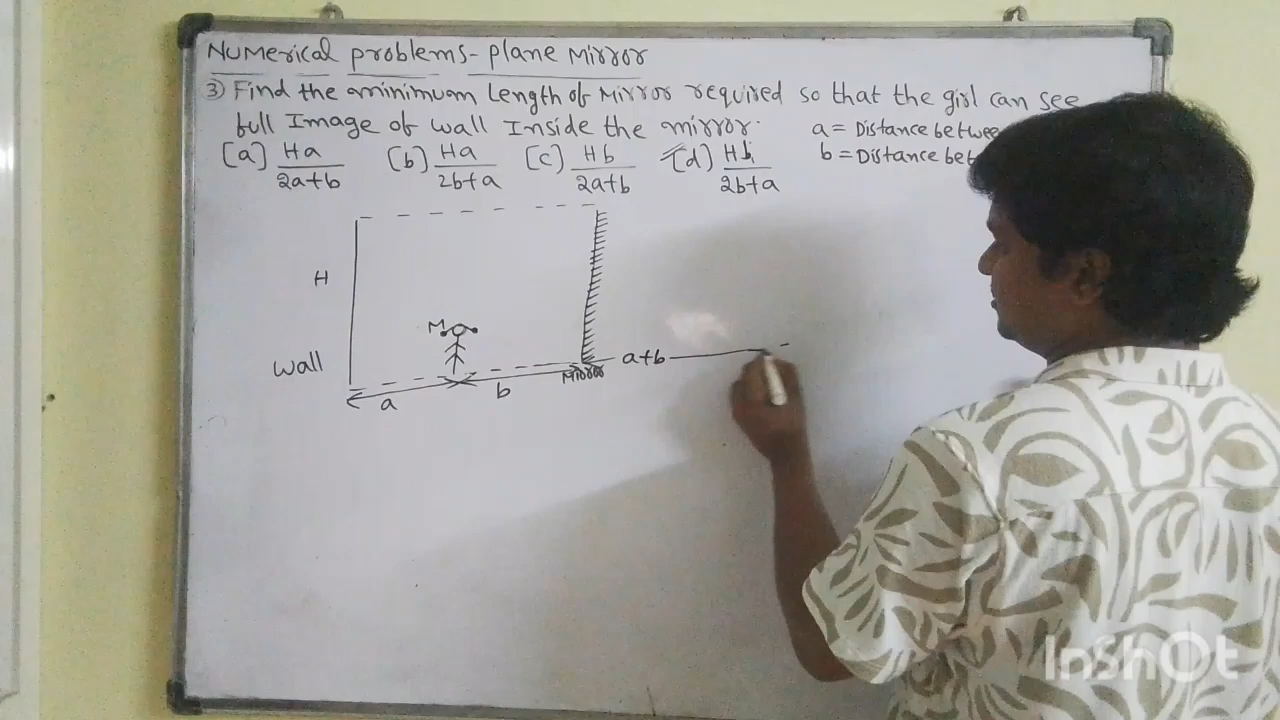 Numerical problems - plane Mirror
3) Find the minimum Length of Mirror required so that the girl can see
full Image of wall Inside the mirror. a = Distance
(a) Ha/2a+b (b) Ha/2b+a (c) Hb/2a+b (d) Hb/2b+a b = Distance
H
M
wall
Mirror
a+b
a
b
InShOt